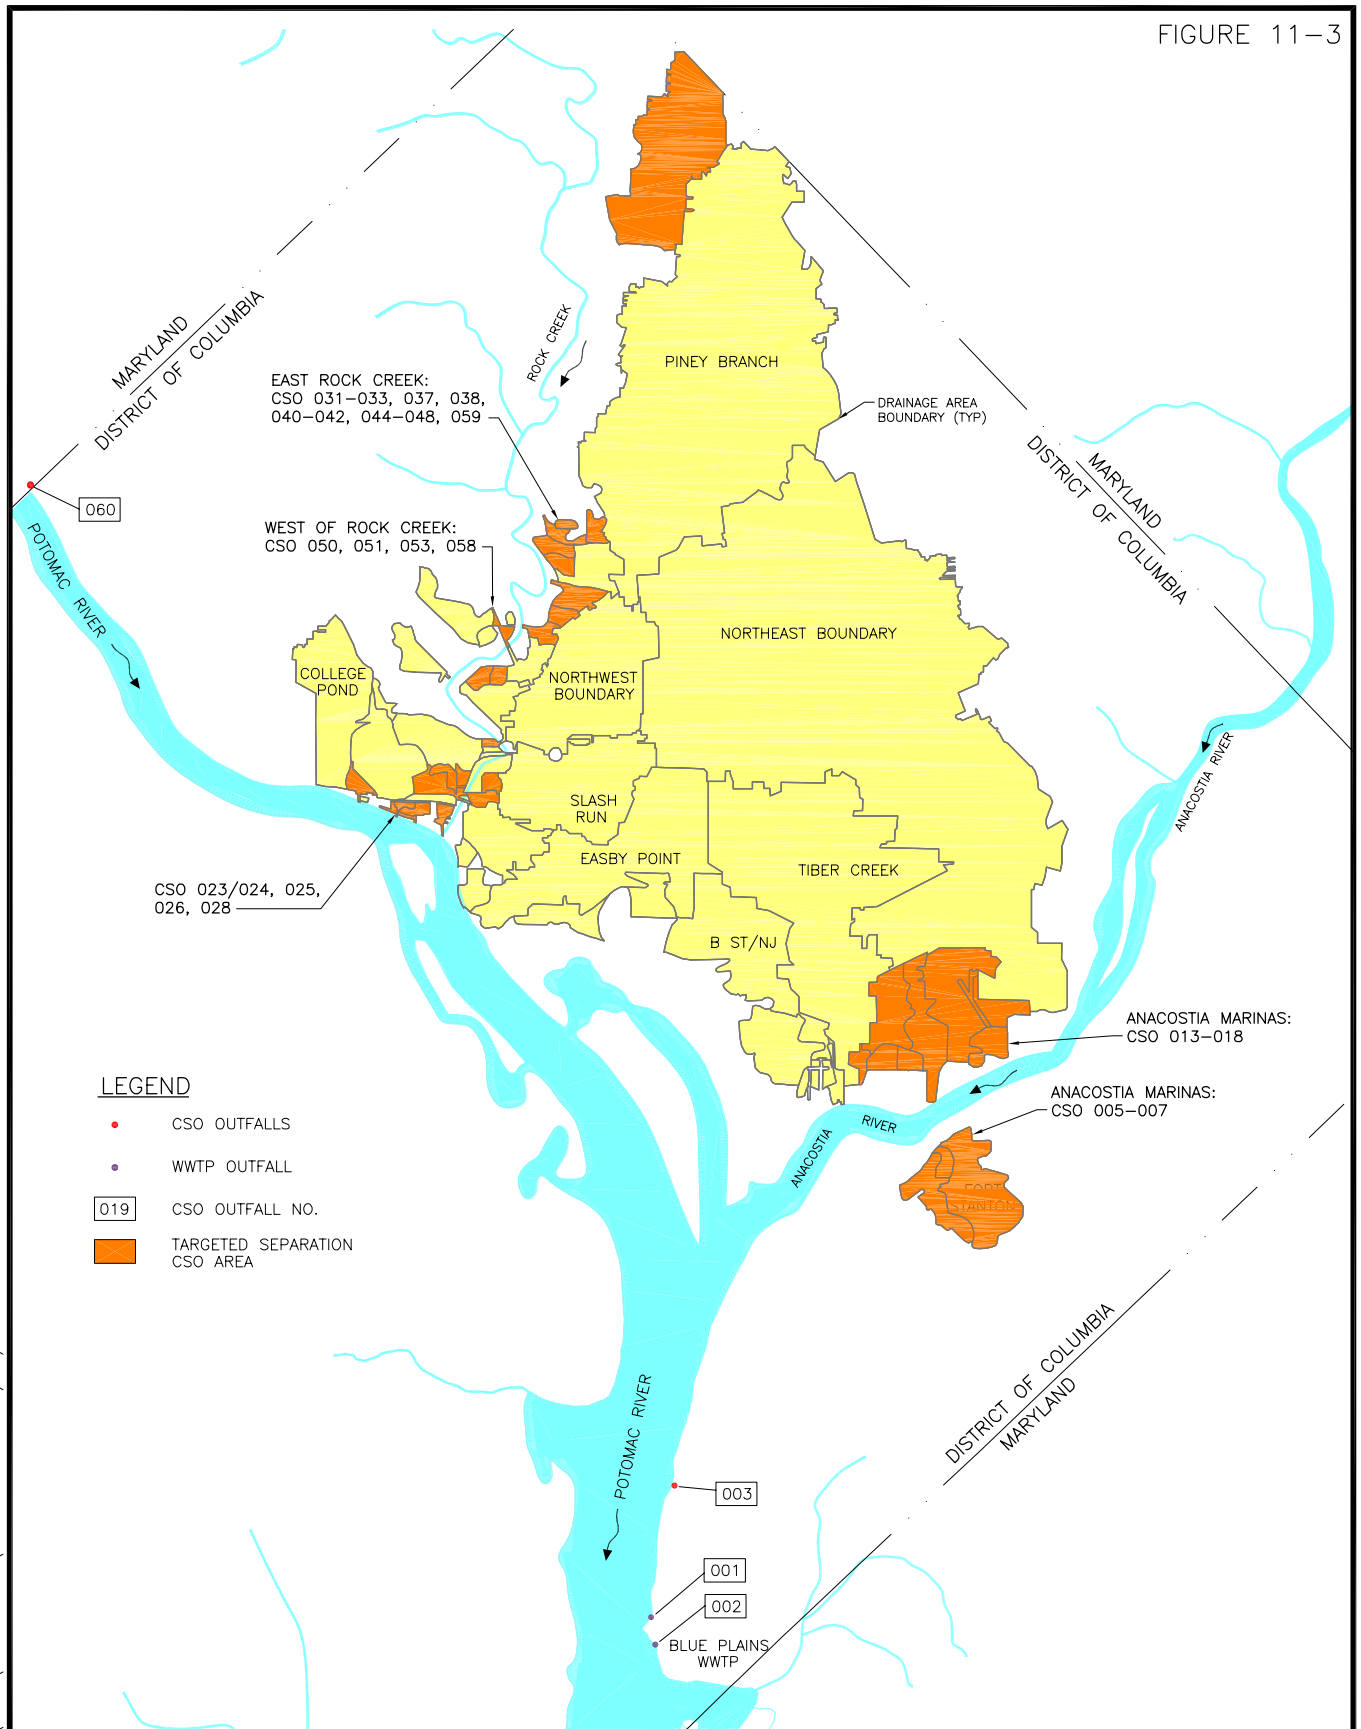 FIGURE 11-3
MARYLAND
DISTRICT OF COLUMBIA
ROCK CREEK
PINEY BRANCH
EAST ROCK CREEK:
CSO 031-033, 037, 038,
040-042, 044-048, 059
DRAINAGE AREA
BOUNDARY (TYP)
MARYLAND
DISTRICT OF COLUMBIA
060
POTOMAC RIVER
WEST OF ROCK CREEK:
CSO 050, 051, 053, 058
NORTHEAST BOUNDARY
COLLEGE
POND
NORTHWEST
BOUNDARY
ANACOSTIA RIVER
SLASH
RUN
EASBY POINT
TIBER CREEK
CSO 023/024, 025,
026, 028
B ST/NJ
ANACOSTIA MARINAS:
CSO 013-018
ANACOSTIA MARINAS:
CSO 005-007
ANACOSTIA
RIVER
FORT
STANTON
LEGEND
CSO OUTFALLS
WWTP OUTFALL
019
CSO OUTFALL NO.
TARGETED SEPARATION
CSO AREA
DISTRICT OF COLUMBIA
MARYLAND
POTOMAC RIVER
003
001
002
BLUE PLAINS
WWTP